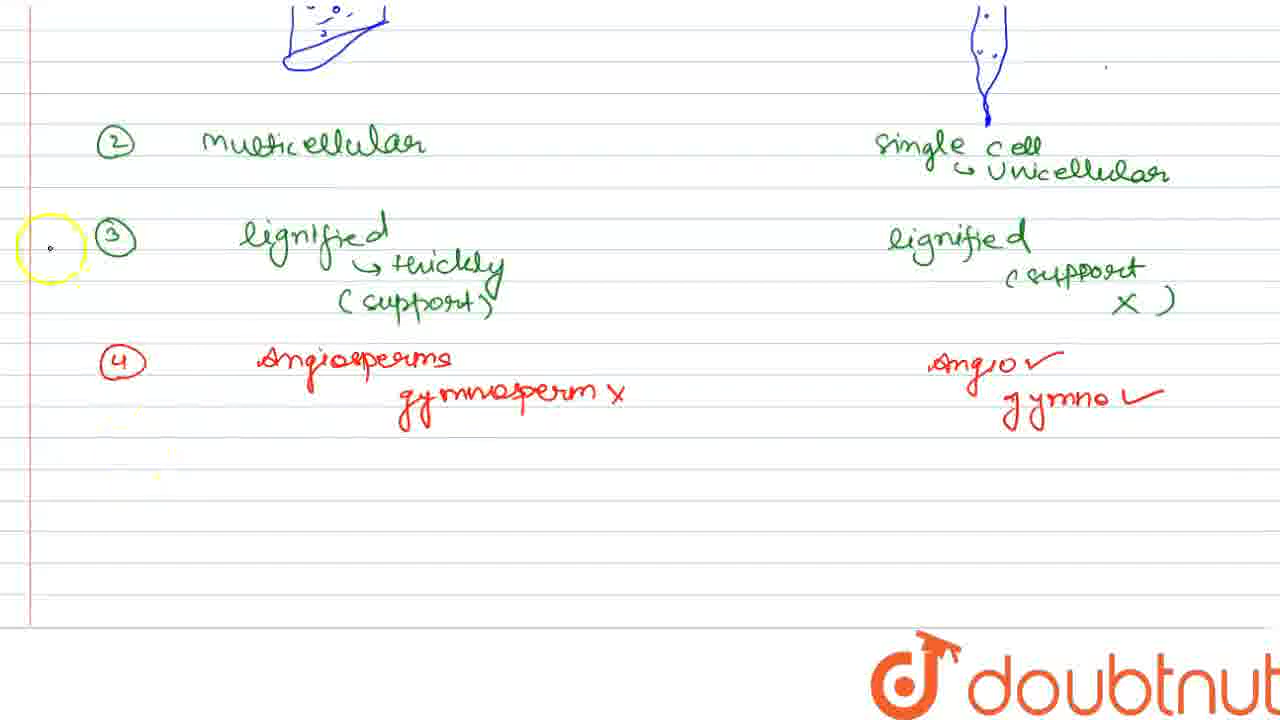 ② multicellular
single cell
↳ unicellular
③ lignified
↳ thickly
(support)
lignified
(support
x )
④ Angiosperms
gymnosperm x
Angio ✓
gymno ✓
doubtnut